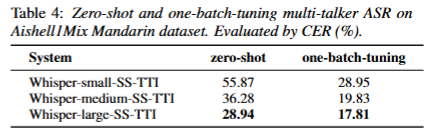 Table 4: Zero-shot and one-batch-tuning multi-talker ASR on
Aishell1Mix Mandarin dataset. Evaluated by CER (%).
System zero-shot one-batch-tuning
Whisper-small-SS-TTI 55.87 28.95
Whisper-medium-SS-TTI 36.28 19.83
Whisper-large-SS-TTI 28.94 17.81